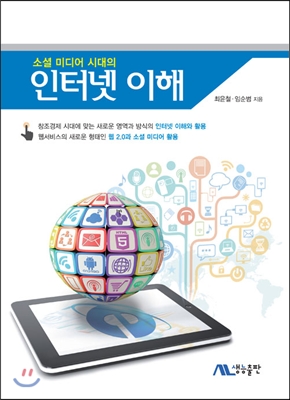 소셜 미디어 시대의
인터넷 이해
최윤철·임순범 지음
창조경제 시대에 맞는 새로운 영역과 방식의 인터넷 이해와 활용
웹서비스의 새로운 형태인 웹 2.0과 소셜 미디어 활용
HTML
5
생능출판
yes